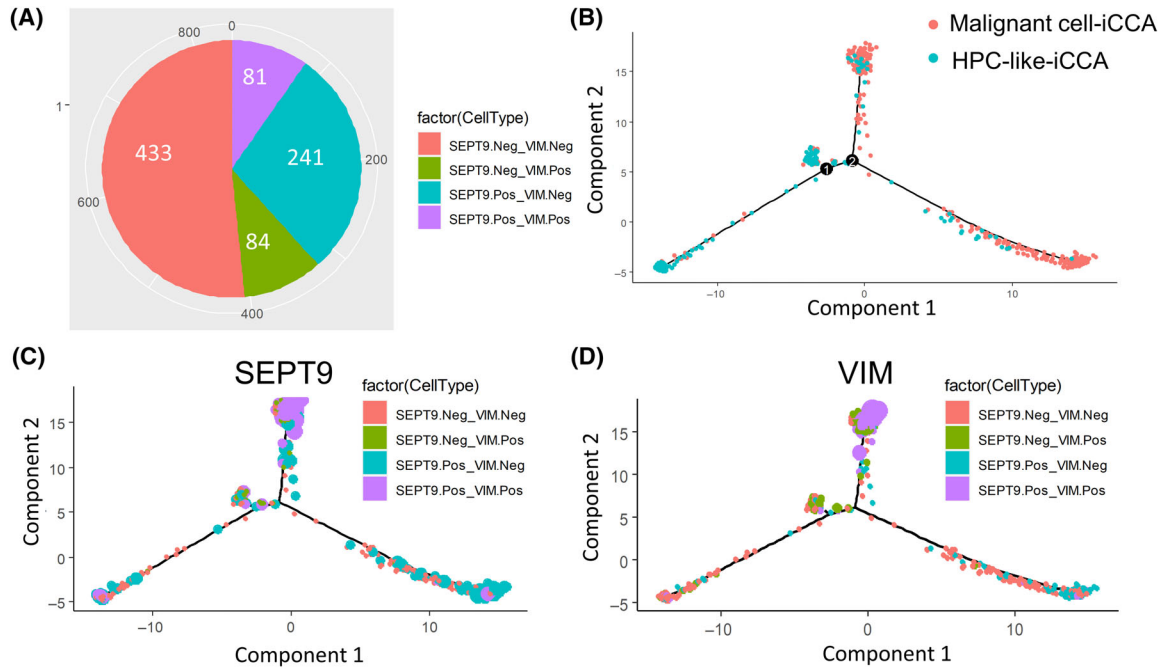 (A)
0
800
81
1
factor(CellType)
433
241
200
SEPT9.Neg_VIM.Neg
SEPT9.Neg_VIM.Pos
SEPT9.Pos_VIM.Neg
SEPT9.Pos_VIM.Pos
600
84
400
(B)
Malignant cell-iCCA
HPC-like-iCCA
Component 2
15
10
5
0
−5
1
2
−10
0
10
Component 1
(C)
SEPT9
factor(CellType)
SEPT9.Neg_VIM.Neg
SEPT9.Neg_VIM.Pos
SEPT9.Pos_VIM.Neg
SEPT9.Pos_VIM.Pos
Component 2
15
10
5
0
−5
−10
0
10
Component 1
(D)
VIM
factor(CellType)
SEPT9.Neg_VIM.Neg
SEPT9.Neg_VIM.Pos
SEPT9.Pos_VIM.Neg
SEPT9.Pos_VIM.Pos
Component 2
15
10
5
0
−5
−10
0
10
Component 1